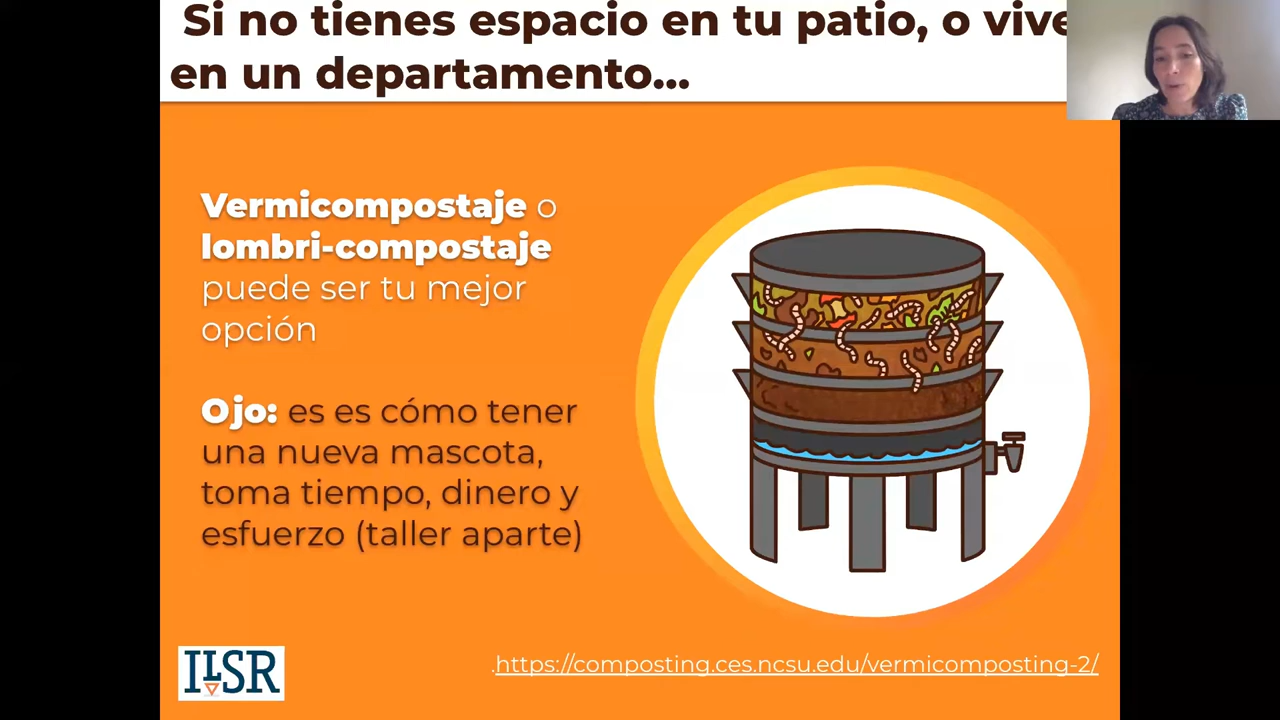 Si no tienes espacio en tu patio, o vive
en un departamento...
Vermicompostaje o
lombri-compostaje
puede ser tu mejor
opción
Ojo: es es cómo tener
una nueva mascota,
toma tiempo, dinero y
esfuerzo (taller aparte)
ILSR
.https://composting.ces.ncsu.edu/vermicomposting-2/